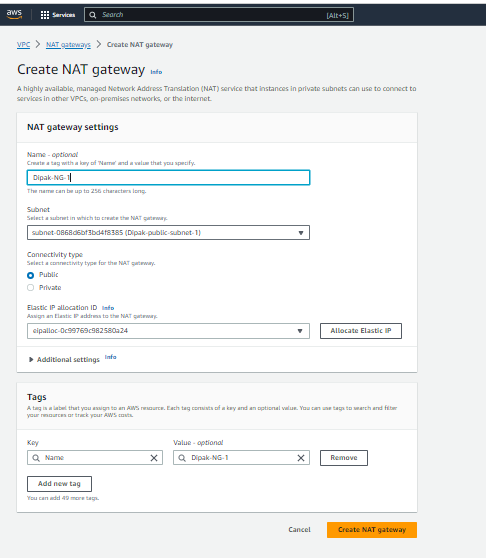 aws
Services
Search
[Alt+S]
VPC > NAT gateways > Create NAT gateway
Create NAT gateway Info
A highly available, managed Network Address Translation (NAT) service that instances in private subnets can use to connect to
services in other VPCs, on-premises networks, or the internet.
NAT gateway settings
Name - optional
Create a tag with a key of 'Name' and a value that you specify.
Dipak-NG-1
The name can be up to 256 characters long.
Subnet
Select a subnet in which to create the NAT gateway.
subnet-0868d6bf3bd4f8385 (Dipak-public-subnet-1)
Connectivity type
Select a connectivity type for the NAT gateway.
Public
Private
Elastic IP allocation ID Info
Assign an Elastic IP address to the NAT gateway.
eipalloc-0c99769c982580a24
Allocate Elastic IP
Additional settings Info
Tags
A tag is a label that you assign to an AWS resource. Each tag consists of a key and an optional value. You can use tags to search and filter
your resources or track your AWS costs.
Key
Value - optional
Name
Dipak-NG-1
Remove
Add new tag
You can add 49 more tags.
Cancel
Create NAT gateway